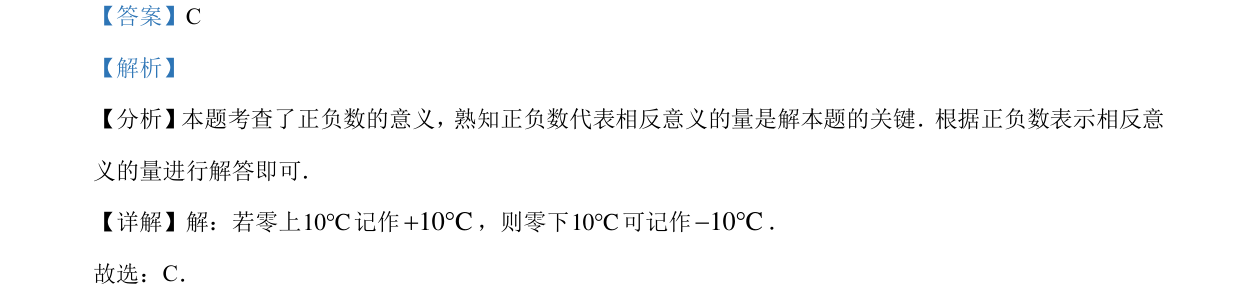 【答案】C
【解析】
【分析】本题考查了正负数的意义，熟知正负数代表相反意义的量是解本题的关键．根据正负数表示相反意
义的量进行解答即可．
【详解】解：若零上10℃记作+10℃，则零下10℃可记作−10℃．
故选：C．